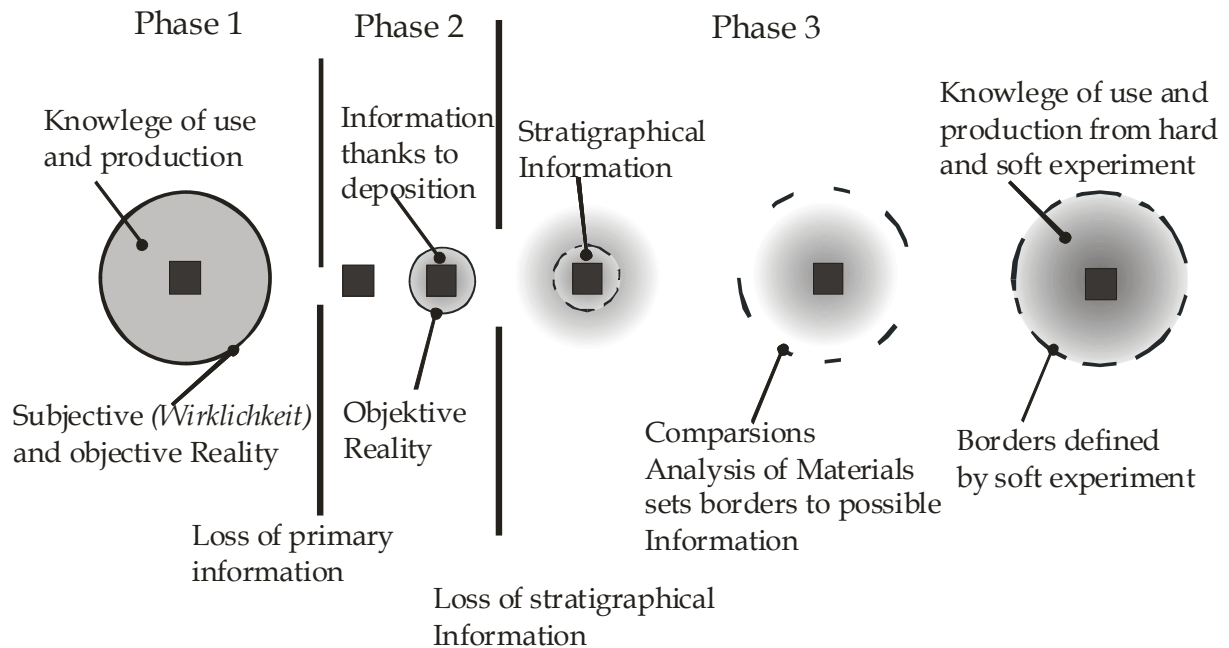 Phase 1
Phase 2
Phase 3
Knowlege of use
and production
Information
thanks to
deposition
Stratigraphical
Information
Knowledge of use and
production from hard
and soft experiment
Subjective (Wirklichkeit)
and objective Reality
Objektive
Reality
Comparsions
Analysis of Materials
sets borders to possible
Information
Borders defined
by soft experiment
Loss of primary
information
Loss of stratigraphical
Information